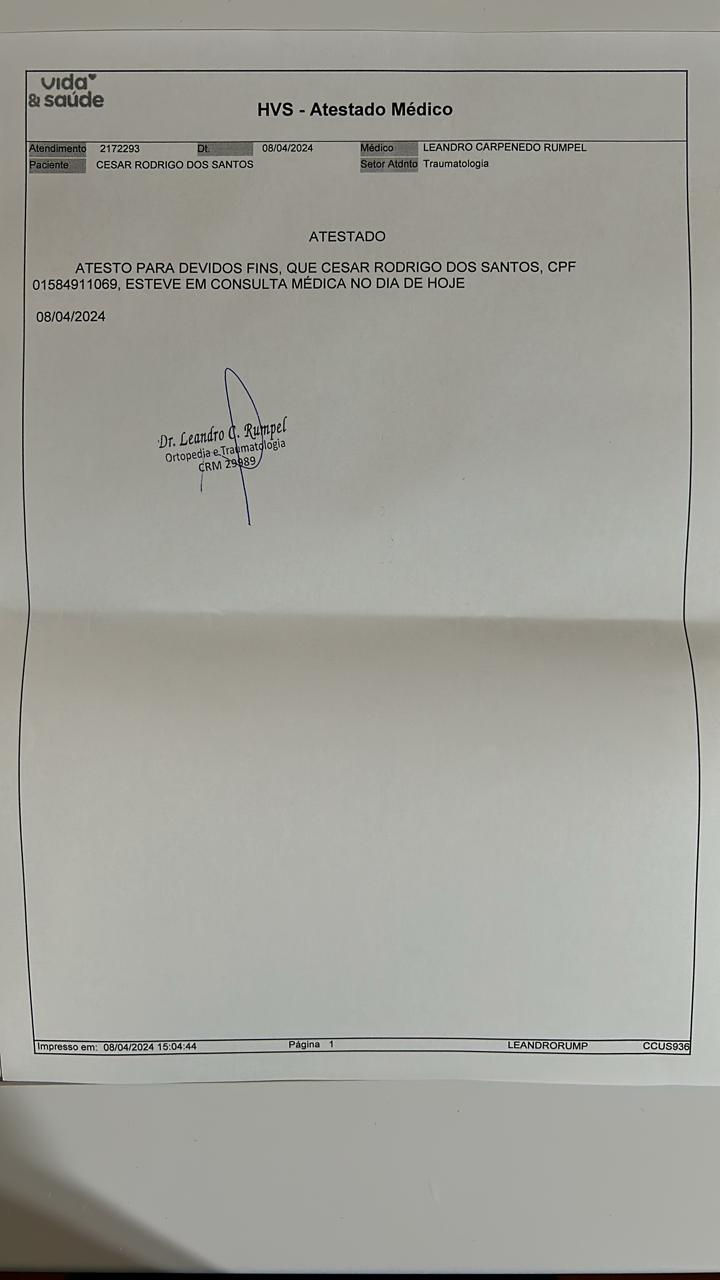 vida
& saúde
HVS - Atestado Médico
Atendimento 2172293 Dt. 08/04/2024 Médico LEANDRO CARPENEDO RUMPEL
Paciente CESAR RODRIGO DOS SANTOS Setor Atdnto Traumatologia
ATESTADO
ATESTO PARA DEVIDOS FINS, QUE CESAR RODRIGO DOS SANTOS, CPF
01584911069, ESTEVE EM CONSULTA MÉDICA NO DIA DE HOJE
08/04/2024
Dr. Leandro C. Rumpel
Ortopedia e Traumatologia
CRM 29989
Impresso em: 08/04/2024 15:04:44 Página 1 LEANDRORUMP CCUS936